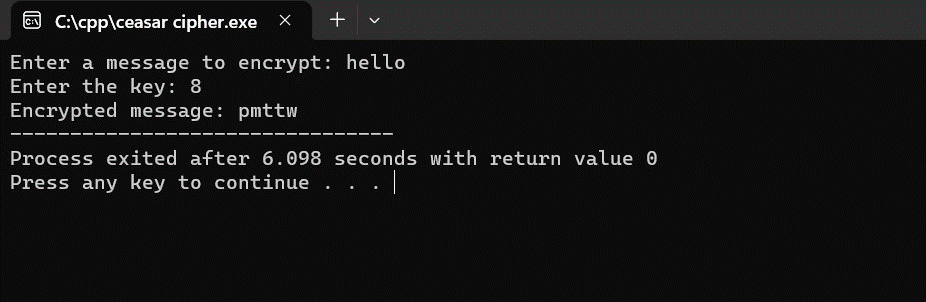 C:\cpp\ceasar cipher.exe
Enter a message to encrypt: hello
Enter the key: 8
Encrypted message: pmttw
--------------------------------
Process exited after 6.098 seconds with return value 0
Press any key to continue . . .